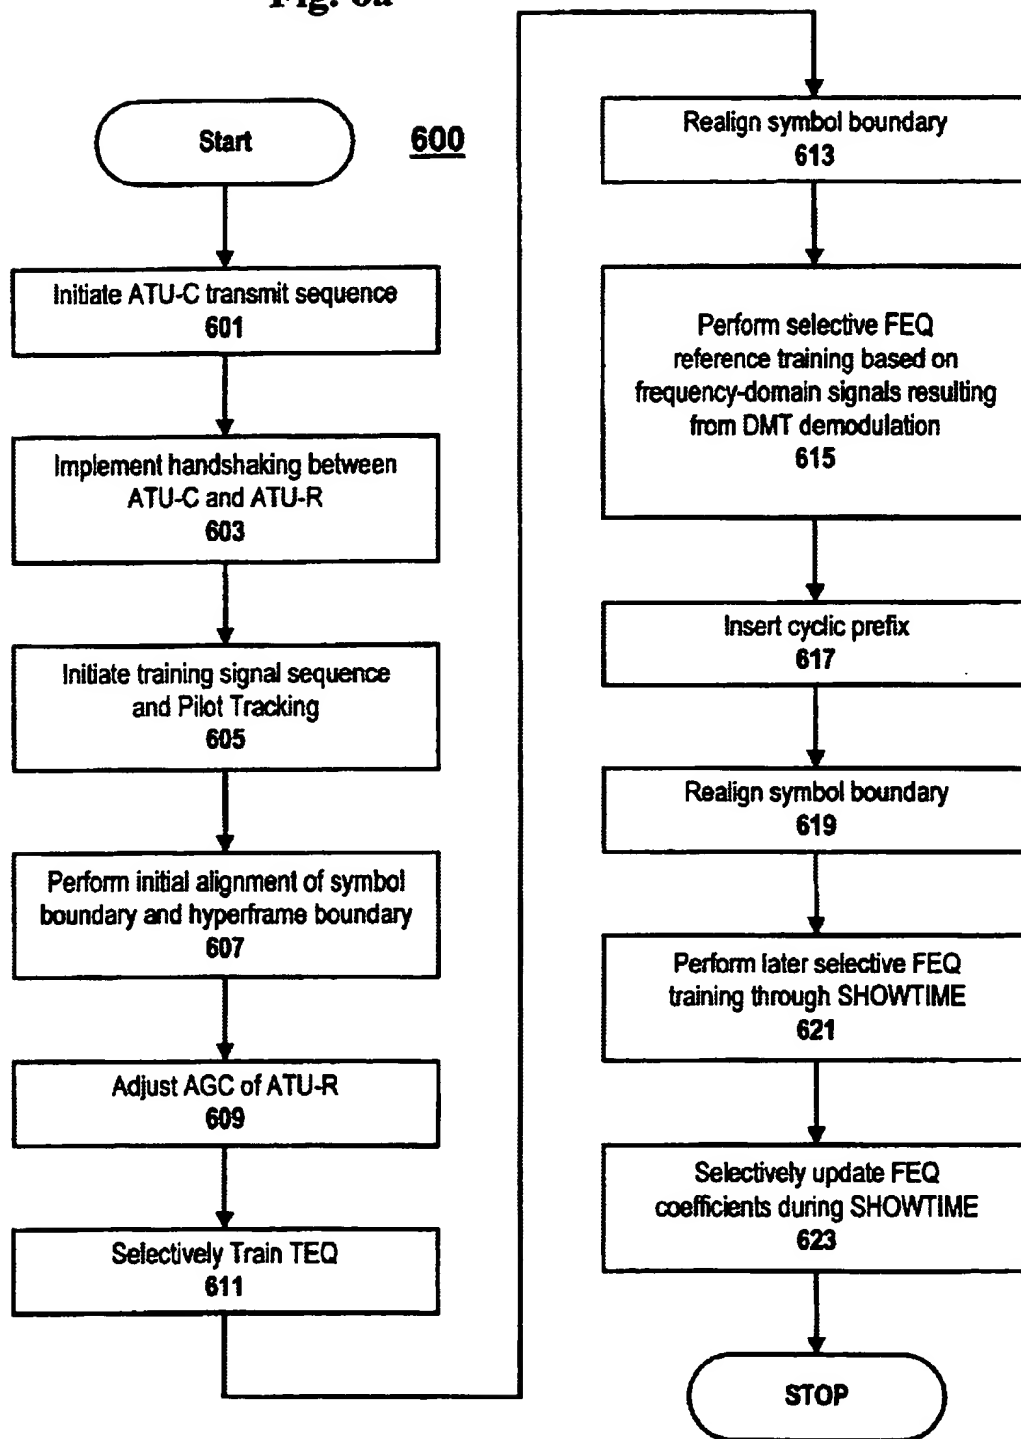 Fig. 6a
Start
600
Initiate ATU-C transmit sequence
601
Implement handshaking between
ATU-C and ATU-R
603
Initiate training signal sequence
and Pilot Tracking
605
Perform initial alignment of symbol
boundary and hyperframe boundary
607
Adjust AGC of ATU-R
609
Selectively Train TEQ
611
Realign symbol boundary
613
Perform selective FEQ
reference training based on
frequency-domain signals resulting
from DMT demodulation
615
Insert cyclic prefix
617
Realign symbol boundary
619
Perform later selective FEQ
training through SHOWTIME
621
Selectively update FEQ
coefficients during SHOWTIME
623
STOP